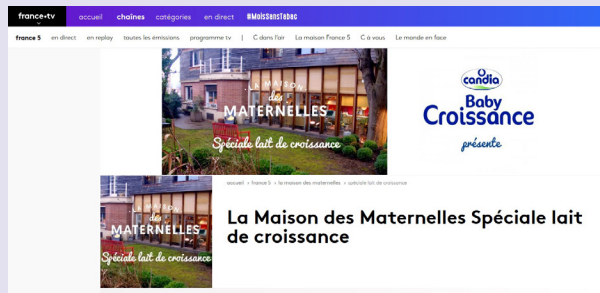 france•tv accueil chaînes catégories en direct #MoisSansTabac
france 5 en direct en replay toutes les émissions programme tv | C dans l'air La maison France 5 C à vous Le monde en face
LA MAISON
des
MATERNELLES
Spéciale lait de croissance
candia
Baby
Croissance
présente
accueil > france 5 > la maison des maternelles > spéciale lait de croissance
LA MAISON
des
MATERNELLES
Spéciale lait de croissance
La Maison des Maternelles Spéciale lait
de croissance